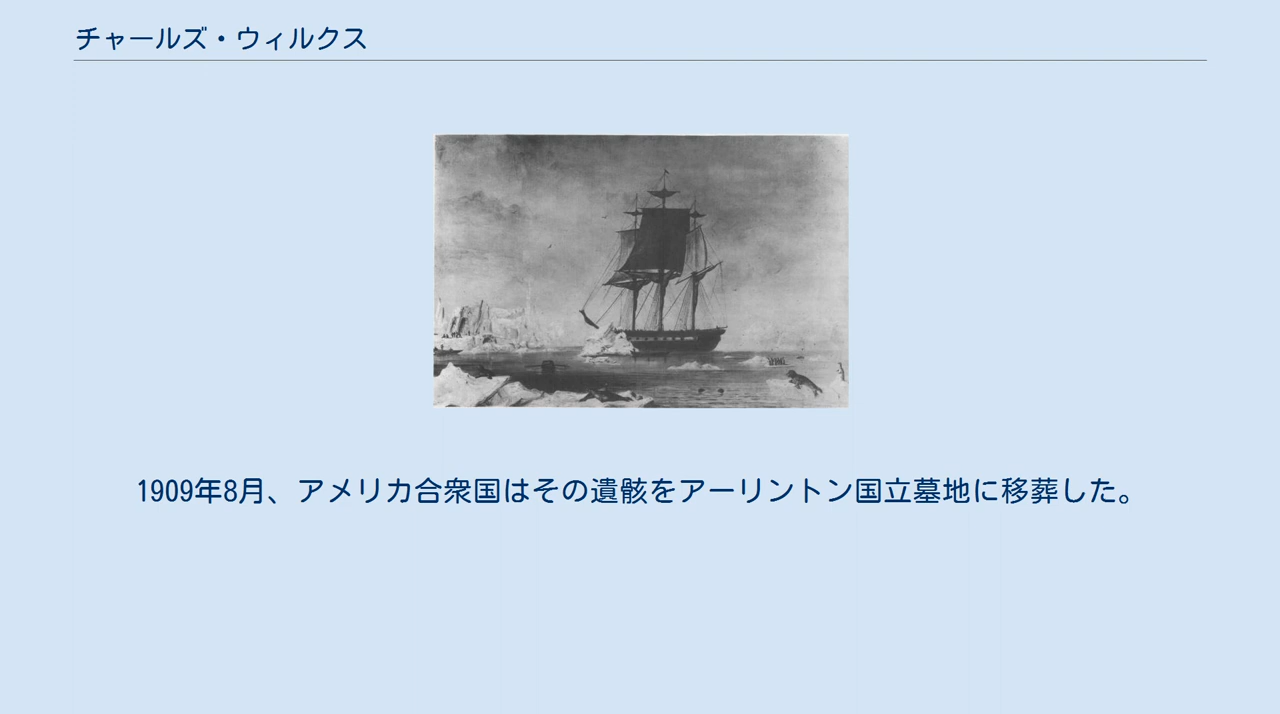 チャールズ・ウィルクス
1909年8月、アメリカ合衆国はその遺骸をアーリントン国立墓地に移葬した。